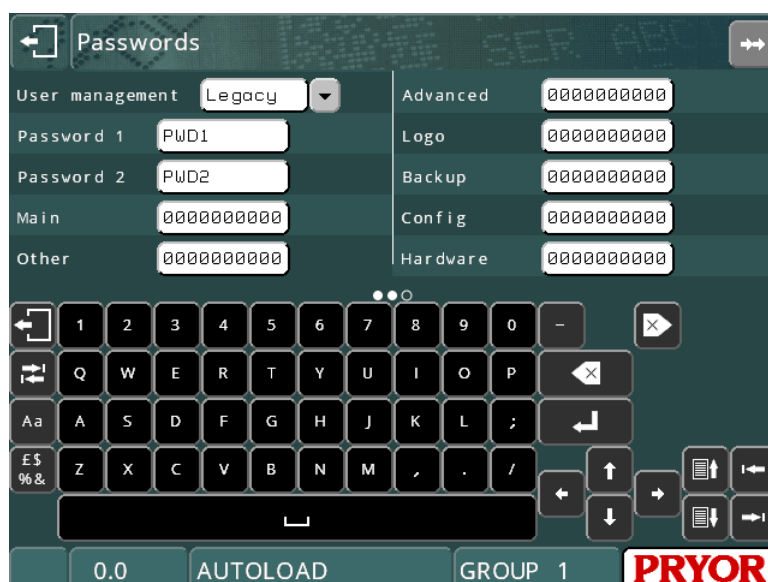 Passwords
User management Legacy
Password 1 PWD1
Password 2 PWD2
Main 0000000000
Other 0000000000
Advanced 0000000000
Logo 0000000000
Backup 0000000000
Config 0000000000
Hardware 0000000000
1 2 3 4 5 6 7 8 9 0 -
Q W E R T Y U I O P
Aa A S D F G H J K L ;
£$ %& Z X C V B N M , . /
0.0 AUTOLOAD GROUP 1 PRYOR